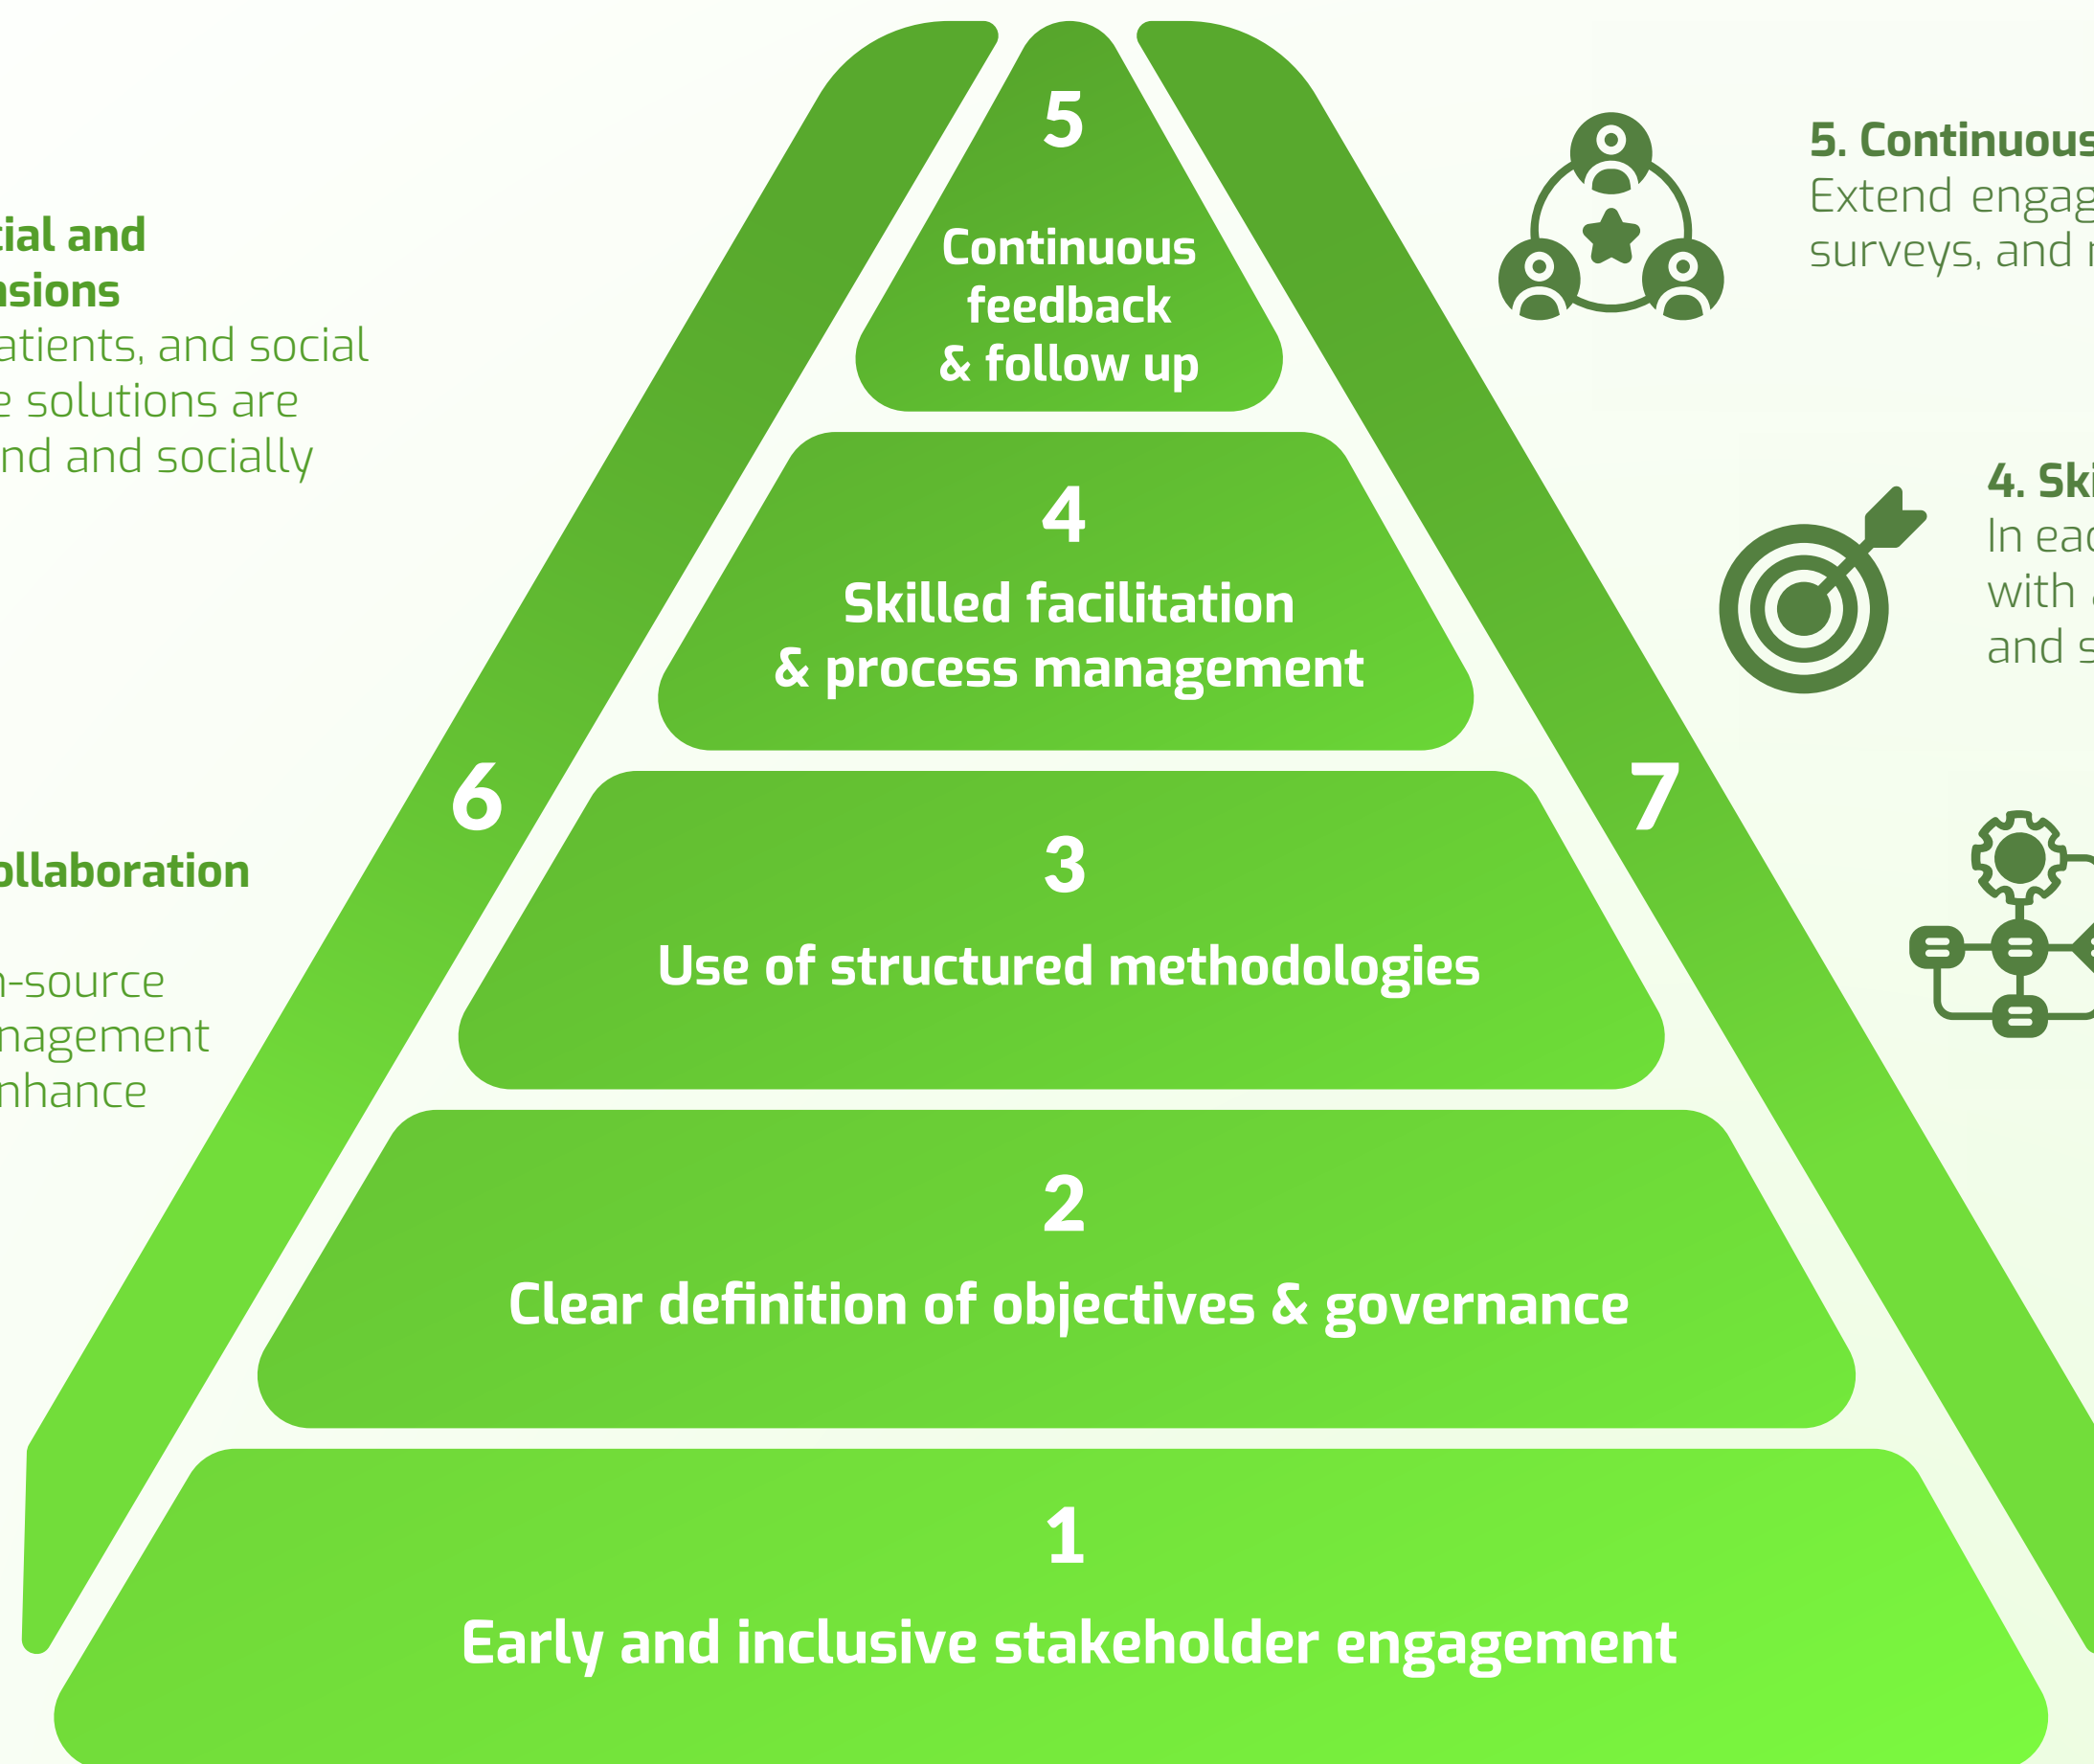 cial and
nsions
atients, and social
e solutions are
nd and socially
ollaboration
n-source
nagement
nhance
5
Continuous
feedback
& follow up
4
Skilled facilitation
& process management
6
7
3
Use of structured methodologies
2
Clear definition of objectives & governance
1
Early and inclusive stakeholder engagement
5. Continuous
Extend engag
surveys, and
4. Ski
In eac
with
and s